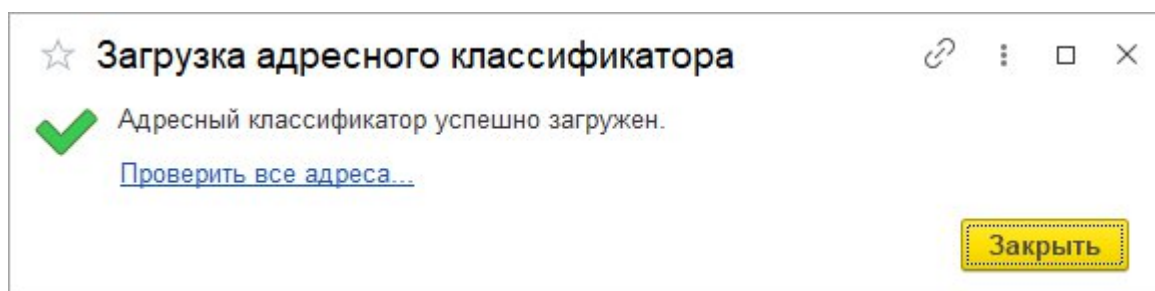 Загрузка адресного классификатора
Адресный классификатор успешно загружен.
Проверить все адреса...
Закрыть